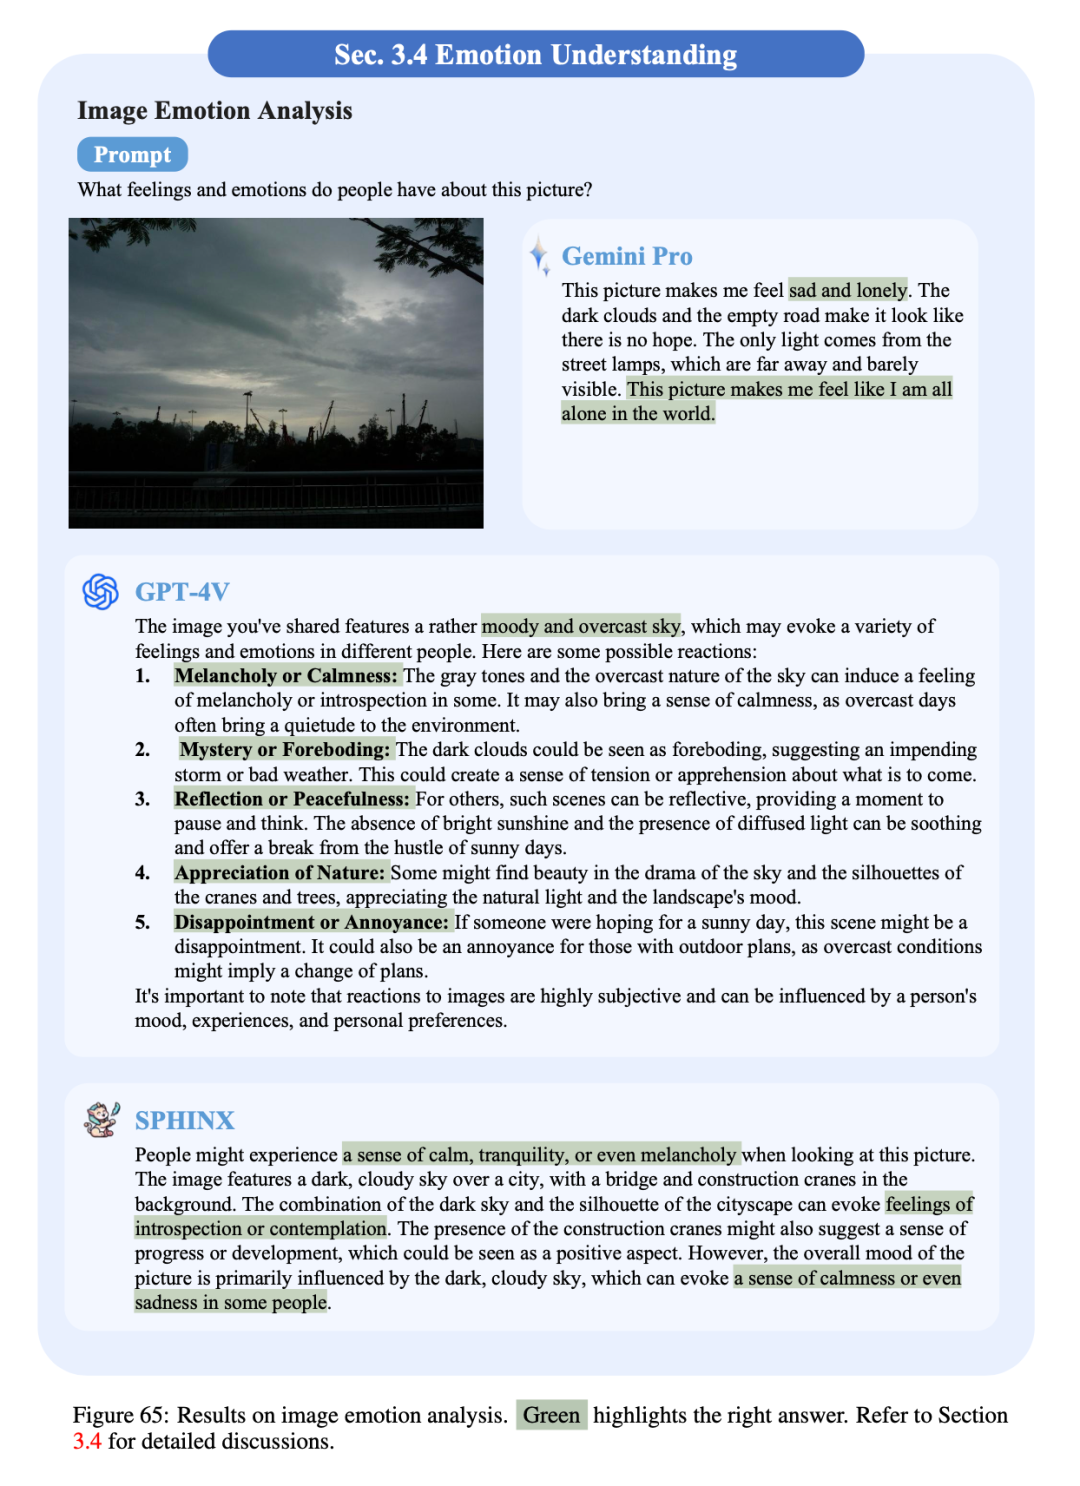 Sec. 3.4 Emotion Understanding
Image Emotion Analysis
Prompt
What feelings and emotions do people have about this picture?
Gemini Pro
This picture makes me feel sad and lonely. The
dark clouds and the empty road make it look like
there is no hope. The only light comes from the
street lamps, which are far away and barely
visible. This picture makes me feel like I am all
alone in the world.
GPT-4V
The image you've shared features a rather moody and overcast sky, which may evoke a variety of
feelings and emotions in different people. Here are some possible reactions:
1. Melancholy or Calmness: The gray tones and the overcast nature of the sky can induce a feeling
of melancholy or introspection in some. It may also bring a sense of calmness, as overcast days
often bring a quietude to the environment.
2. Mystery or Foreboding: The dark clouds could be seen as foreboding, suggesting an impending
storm or bad weather. This could create a sense of tension or apprehension about what is to come.
3. Reflection or Peacefulness: For others, such scenes can be reflective, providing a moment to
pause and think. The absence of bright sunshine and the presence of diffused light can be soothing
and offer a break from the hustle of sunny days.
4. Appreciation of Nature: Some might find beauty in the drama of the sky and the silhouettes of
the cranes and trees, appreciating the natural light and the landscape's mood.
5. Disappointment or Annoyance: If someone were hoping for a sunny day, this scene might be a
disappointment. It could also be an annoyance for those with outdoor plans, as overcast conditions
might imply a change of plans.
It's important to note that reactions to images are highly subjective and can be influenced by a person's
mood, experiences, and personal preferences.
SPHINX
People might experience a sense of calm, tranquility, or even melancholy when looking at this picture.
The image features a dark, cloudy sky over a city, with a bridge and construction cranes in the
background. The combination of the dark sky and the silhouette of the cityscape can evoke feelings of
introspection or contemplation. The presence of the construction cranes might also suggest a sense of
progress or development, which could be seen as a positive aspect. However, the overall mood of the
picture is primarily influenced by the dark, cloudy sky, which can evoke a sense of calmness or even
sadness in some people.
Figure 65: Results on image emotion analysis. Green highlights the right answer. Refer to Section
3.4 for detailed discussions.